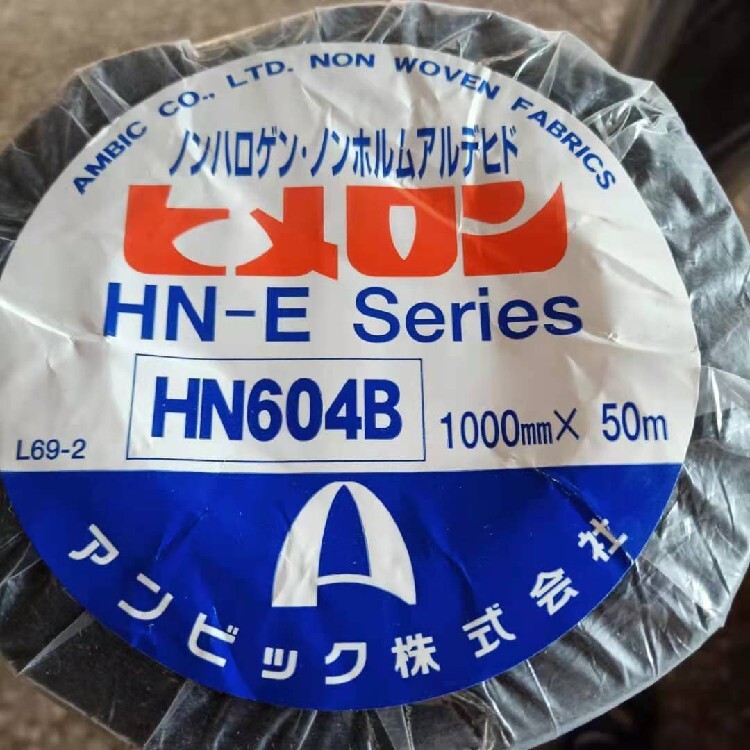 AMBIC CO., LTD. NON WOVEN FABRICS
ノンハロゲン・ノンホルムアルデヒド
ヒメロン
HN-E Series
HN604B
1000mm× 50m
L69-2
アンビック株式会社